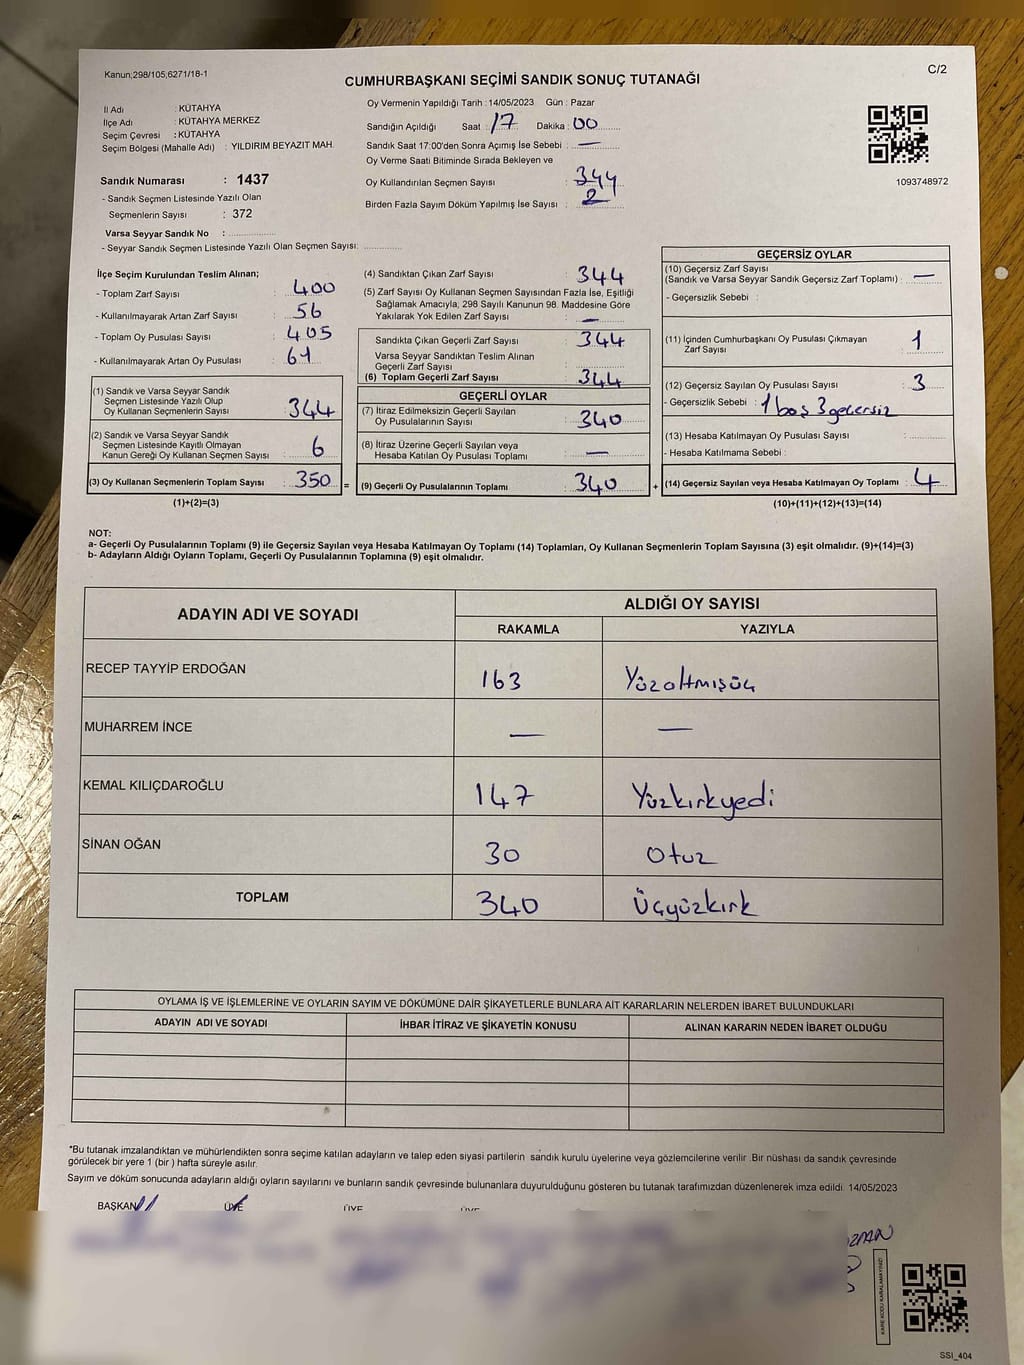 Kanun;298/105;6271/18-1
C/2
CUMHURBAŞKANI SEÇİMİ SANDIK SONUÇ TUTANAĞI
İl Adı : KÜTAHYA
İlçe Adı : KÜTAHYA MERKEZ
Seçim Çevresi : KÜTAHYA
Seçim Bölgesi (Mahalle Adı) : YILDIRIM BEYAZIT MAH.
Sandık Numarası : 1437
- Sandık Seçmen Listesinde Yazılı Olan
Seçmenlerin Sayısı : 372
Varsa Seyyar Sandık No :
- Seyyar Sandık Seçmen Listesinde Yazılı Olan Seçmen Sayısı:
Oy Vermenin Yapıldığı Tarih : 14/05/2023 Gün : Pazar
Sandığın Açıldığı Saat : 17 Dakika : 00
Sandık Saat 17:00'den Sonra Açımış İse Sebebi : —
Oy Verme Saati Bitiminde Sırada Bekleyen ve
Oy Kullandırılan Seçmen Sayısı : 344
Birden Fazla Sayım Döküm Yapılmış İse Sayısı : 2
1093748972
İlçe Seçim Kurulundan Teslim Alınan;
- Toplam Zarf Sayısı : 400
- Kullanılmayarak Artan Zarf Sayısı : 56
- Toplam Oy Pusulası Sayısı : 405
- Kullanılmayarak Artan Oy Pusulası : 61
(1) Sandık ve Varsa Seyyar Sandık
Seçmen Listesinde Yazılı Olup
Oy Kullanan Seçmenlerin Sayısı : 344
(2) Sandık ve Varsa Seyyar Sandık
Seçmen Listesinde Kayıtlı Olmayan
Kanun Gereği Oy Kullanan Seçmen Sayısı : 6
(3) Oy Kullanan Seçmenlerin Toplam Sayısı : 350 =
(1)+(2)=(3)
(4) Sandıktan Çıkan Zarf Sayısı : 344
(5) Zarf Sayısı Oy Kullanan Seçmen Sayısından Fazla İse, Eşitliği
Sağlamak Amacıyla; 298 Sayılı Kanunun 98. Maddesine Göre
Yakılarak Yok Edilen Zarf Sayısı : —
Sandıkta Çıkan Geçerli Zarf Sayısı : 344
Varsa Seyyar Sandıktan Teslim Alınan
Geçerli Zarf Sayısı :
(6) Toplam Geçerli Zarf Sayısı : 344
GEÇERLİ OYLAR
(7) İtiraz Edilmeksizin Geçerli Sayılan
Oy Pusulalarının Sayısı : 340
(8) İtiraz Üzerine Geçerli Sayılan veya
Hesaba Katılan Oy Pusulası Toplamı : —
(9) Geçerli Oy Pusulalarının Toplamı : 340 +
GEÇERSİZ OYLAR
(10) Geçersiz Zarf Sayısı
(Sandık ve Varsa Seyyar Sandık Geçersiz Zarf Toplamı) : —
- Geçersizlik Sebebi :
(11) İçinden Cumhurbaşkanı Oy Pusulası Çıkmayan
Zarf Sayısı : 1
(12) Geçersiz Sayılan Oy Pusulası Sayısı : 3
- Geçersizlik Sebebi : 1 boş 3 geçersiz
(13) Hesaba Katılmayan Oy Pusulası Sayısı :
- Hesaba Katılmama Sebebi :
(14) Geçersiz Sayılan veya Hesaba Katılmayan Oy Toplamı : 4
(10)+(11)+(12)+(13)=(14)
NOT:
a- Geçerli Oy Pusulalarının Toplamı (9) ile Geçersiz Sayılan veya Hesaba Katılmayan Oy Toplamı (14) Toplamları, Oy Kullanan Seçmenlerin Toplam Sayısına (3) eşit olmalıdır. (9)+(14)=(3)
b- Adayların Aldığı Oyların Toplamı, Geçerli Oy Pusulalarının Toplamına (9) eşit olmalıdır.
ADAYIN ADI VE SOYADI ALDIĞI OY SAYISI
RAKAMLA YAZIYLA
RECEP TAYYİP ERDOĞAN 163 Yüzaltmışüç
MUHARREM İNCE — —
KEMAL KILIÇDAROĞLU 147 Yüzkırkyedi
SİNAN OĞAN 30 Otuz
TOPLAM 340 Üçyüzkırk
OYLAMA İŞ VE İŞLEMLERİNE VE OYLARIN SAYIM VE DÖKÜMÜNE DAİR ŞİKAYETLERLE BUNLARA AİT KARARLARIN NELERDEN İBARET BULUNDUKLARI
ADAYIN ADI VE SOYADI İHBAR İTİRAZ VE ŞİKAYETİN KONUSU ALINAN KARARIN NEDEN İBARET OLDUĞU
*Bu tutanak imzalandıktan ve mühürlendikten sonra seçime katılan adayların ve talep eden siyasi partilerin sandık kurulu üyelerine veya gözlemcilerine verilir .Bir nüshası da sandık çevresinde
görülecek bir yere 1 (bir ) hafta süreyle asılır.
Sayım ve döküm sonucunda adayların aldığı oyların sayılarını ve bunların sandık çevresinde bulunanlara duyurulduğunu gösteren bu tutanak tarafımızdan düzenlenerek imza edildi. 14/05/2023
BAŞKAN ÜYE ÜYE ÜYE
KARE KODU KARALAMAYINIZ!
SSI_404